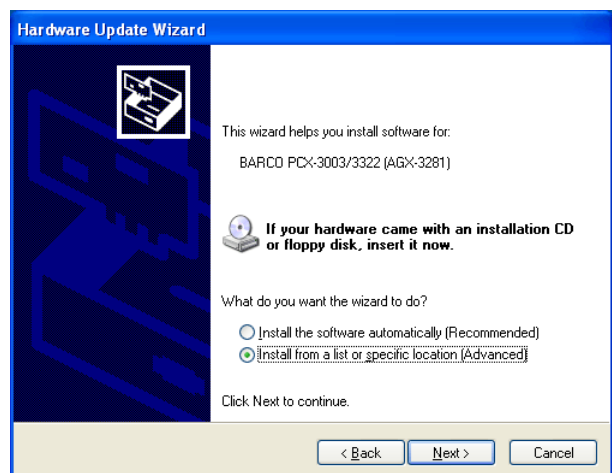 Hardware Update Wizard
This wizard helps you install software for:
BARCO PCX-3003/3322 (AGX-3281)
If your hardware came with an installation CD
or floppy disk, insert it now.
What do you want the wizard to do?
Install the software automatically (Recommended)
Install from a list or specific location (Advanced)
Click Next to continue.
< Back Next > Cancel